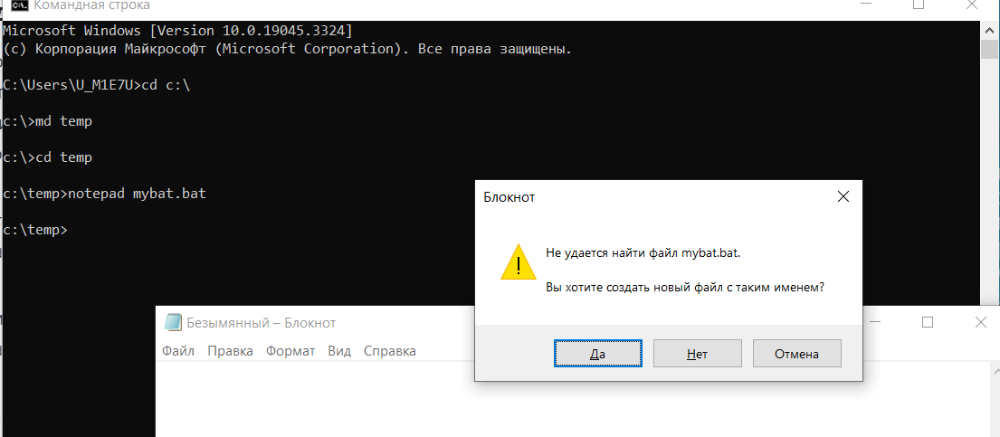 Командная строка
Microsoft Windows [Version 10.0.19045.3324]
(c) Корпорация Майкрософт (Microsoft Corporation). Все права защищены.
C:\Users\U_M1E7U>cd c:\
c:\>md temp
c:\>cd temp
c:\temp>notepad mybat.bat
c:\temp>
Блокнот
Не удается найти файл mybat.bat.
Вы хотите создать новый файл с таким именем?
Да Нет Отмена
Безымянный – Блокнот
Файл Правка Формат Вид Справка